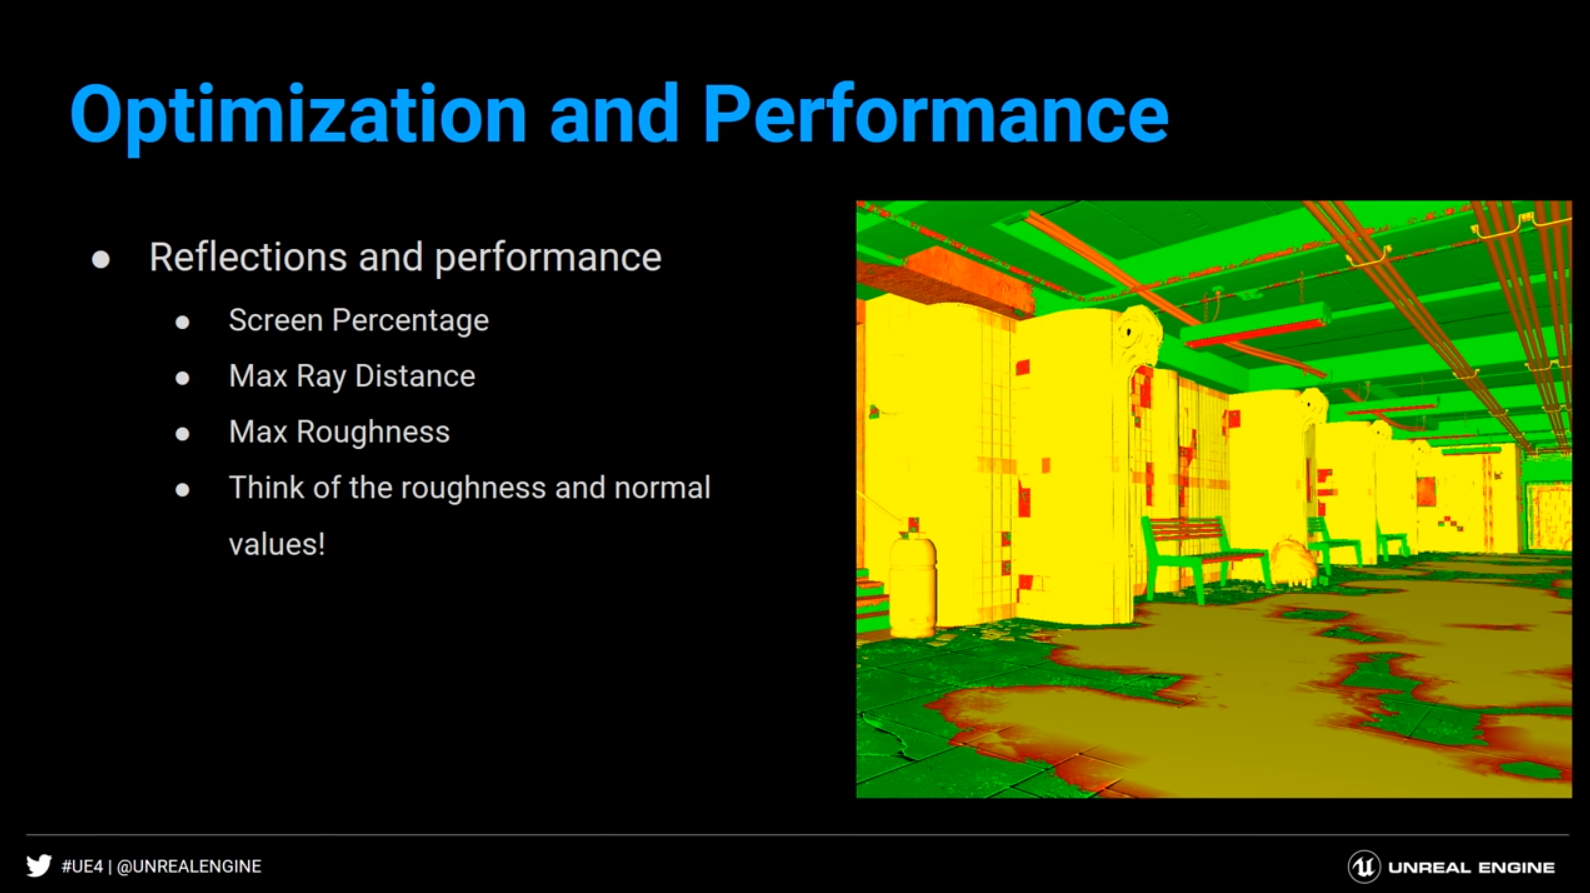 Optimization and Performance
● Reflections and performance
● Screen Percentage
● Max Ray Distance
● Max Roughness
● Think of the roughness and normal
values!
#UE4 | @UNREALENGINE
UNREAL ENGINE